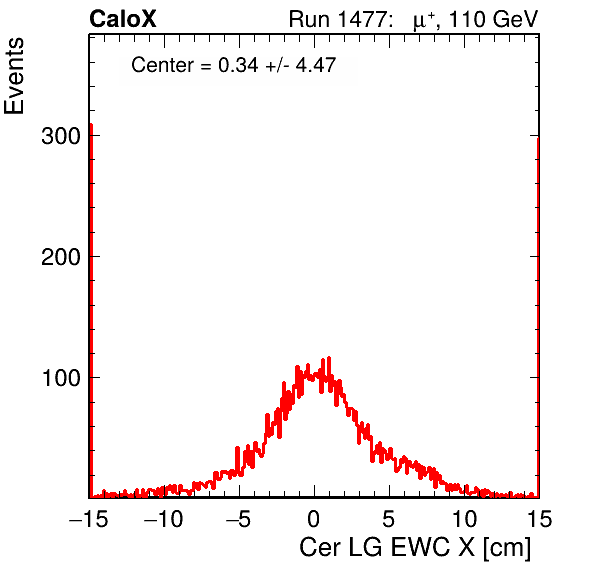 CaloX
Run 1477: μ⁺, 110 GeV
Center = 0.34 +/- 4.47
Events
300
200
100
−15 −10 −5 0 5 10 15
Cer LG EWC X [cm]